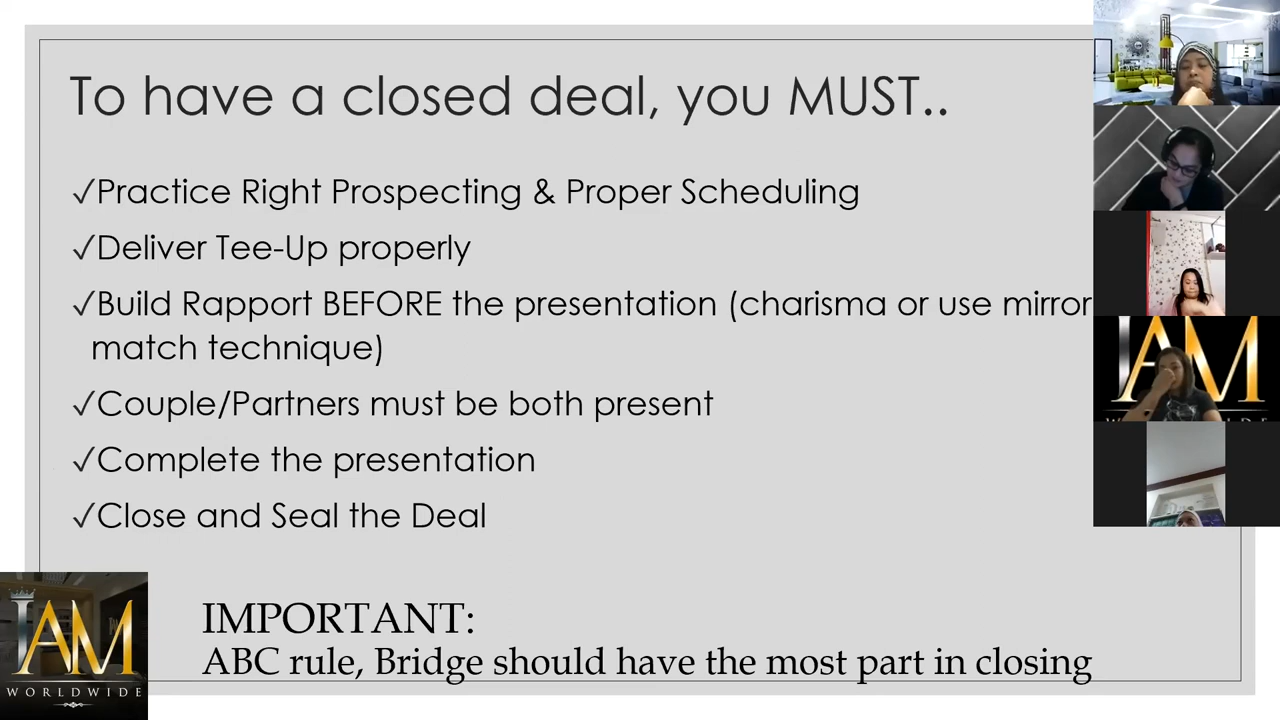 To have a closed deal, you MUST..
✓Practice Right Prospecting & Proper Scheduling
✓Deliver Tee-Up properly
✓Build Rapport BEFORE the presentation (charisma or use mirror
match technique)
✓Couple/Partners must be both present
✓Complete the presentation
✓Close and Seal the Deal
IMPORTANT:
ABC rule, Bridge should have the most part in closing
IAM
WORLDWIDE
IAM